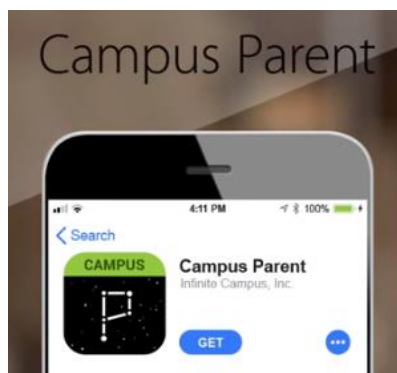 Campus Parent
4:11 PM 100%
Search
CAMPUS
Campus Parent
Infinite Campus, Inc.
GET